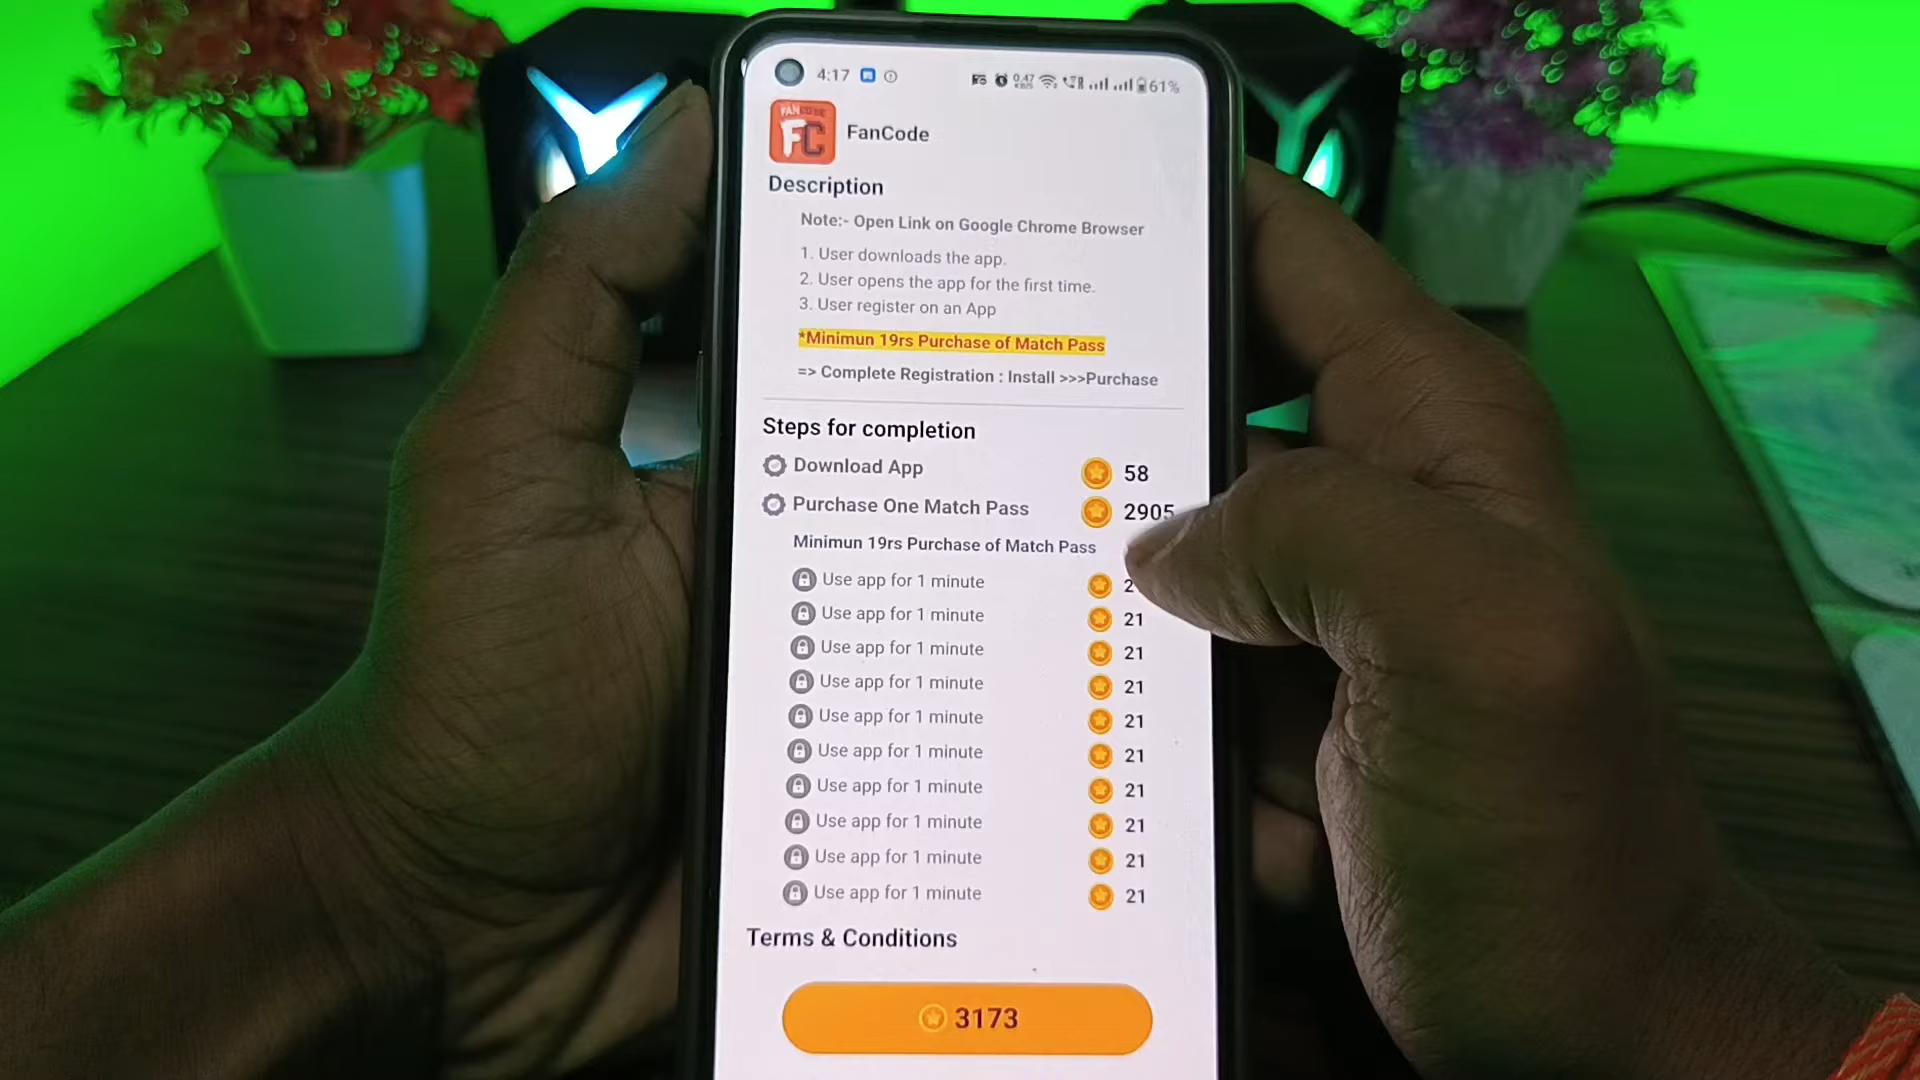 4:17 0.47 KB/S 61%
FANCODE
FC
FanCode
Description
Note:- Open Link on Google Chrome Browser
1. User downloads the app.
2. User opens the app for the first time.
3. User register on an App
*Minimun 19rs Purchase of Match Pass
=> Complete Registration : Install >>>Purchase
Steps for completion
Download App 58
Purchase One Match Pass 2905
Minimun 19rs Purchase of Match Pass
Use app for 1 minute
Use app for 1 minute 21
Use app for 1 minute 21
Use app for 1 minute 21
Use app for 1 minute 21
Use app for 1 minute 21
Use app for 1 minute 21
Use app for 1 minute 21
Use app for 1 minute 21
Use app for 1 minute 21
Terms & Conditions
3173